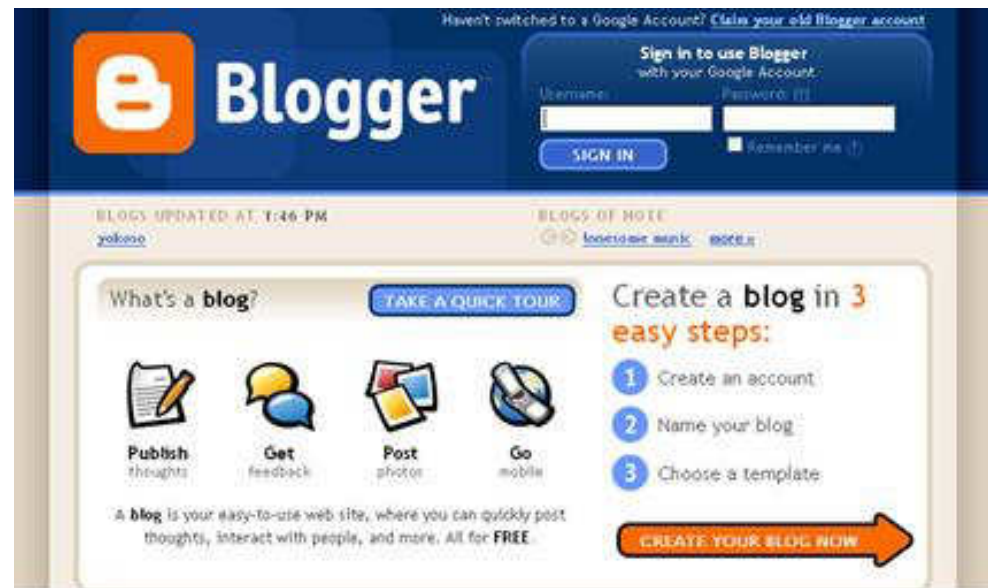 Haven't switched to a Google Account? Claim your old Blogger account
Blogger
Sign in to use Blogger
with your Google Account
Username:
Password: (?)
SIGN IN
Remember me (?)
BLOGS UPDATED AT 1:46 PM
yokoso
BLOGS OF NOTE
lonesome music more »
What's a blog?
TAKE A QUICK TOUR
Publish
thoughts
Get
feedback
Post
photos
Go
mobile
A blog is your easy-to-use web site, where you can quickly post
thoughts, interact with people, and more. All for FREE.
Create a blog in 3
easy steps:
1 Create an account
2 Name your blog
3 Choose a template
CREATE YOUR BLOG NOW